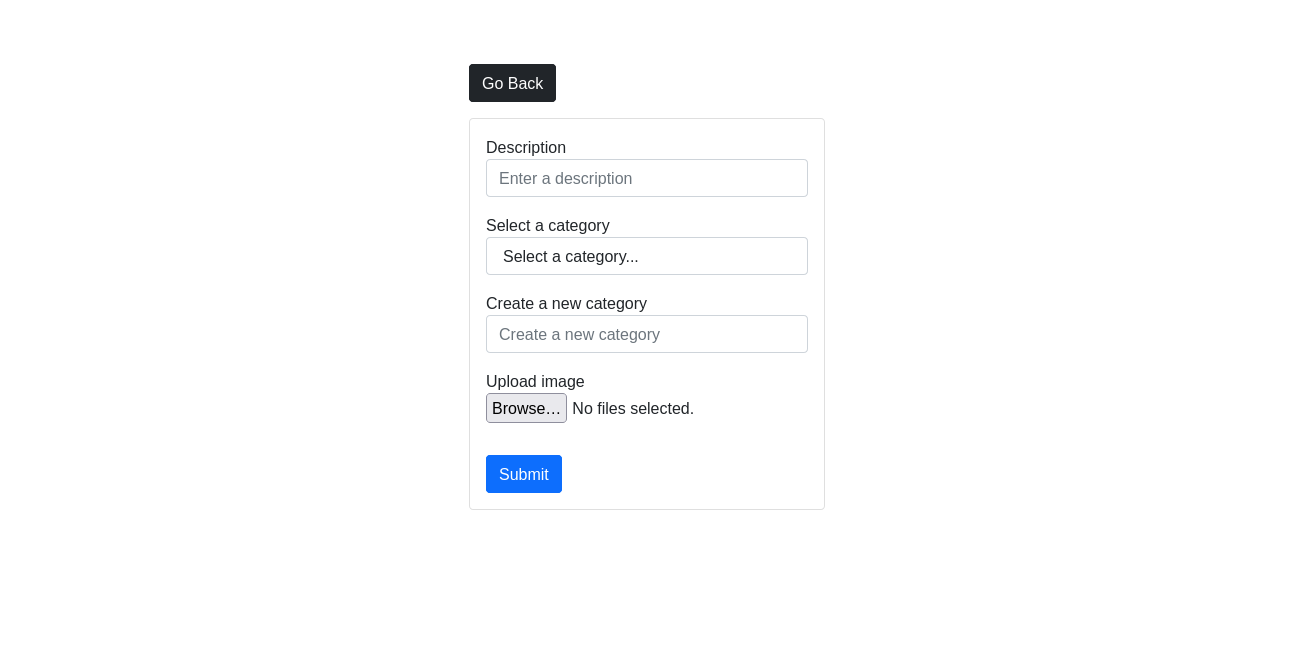 Go Back
Description
Enter a description
Select a category
Select a category...
Create a new category
Create a new category
Upload image
Browse… No files selected.
Submit